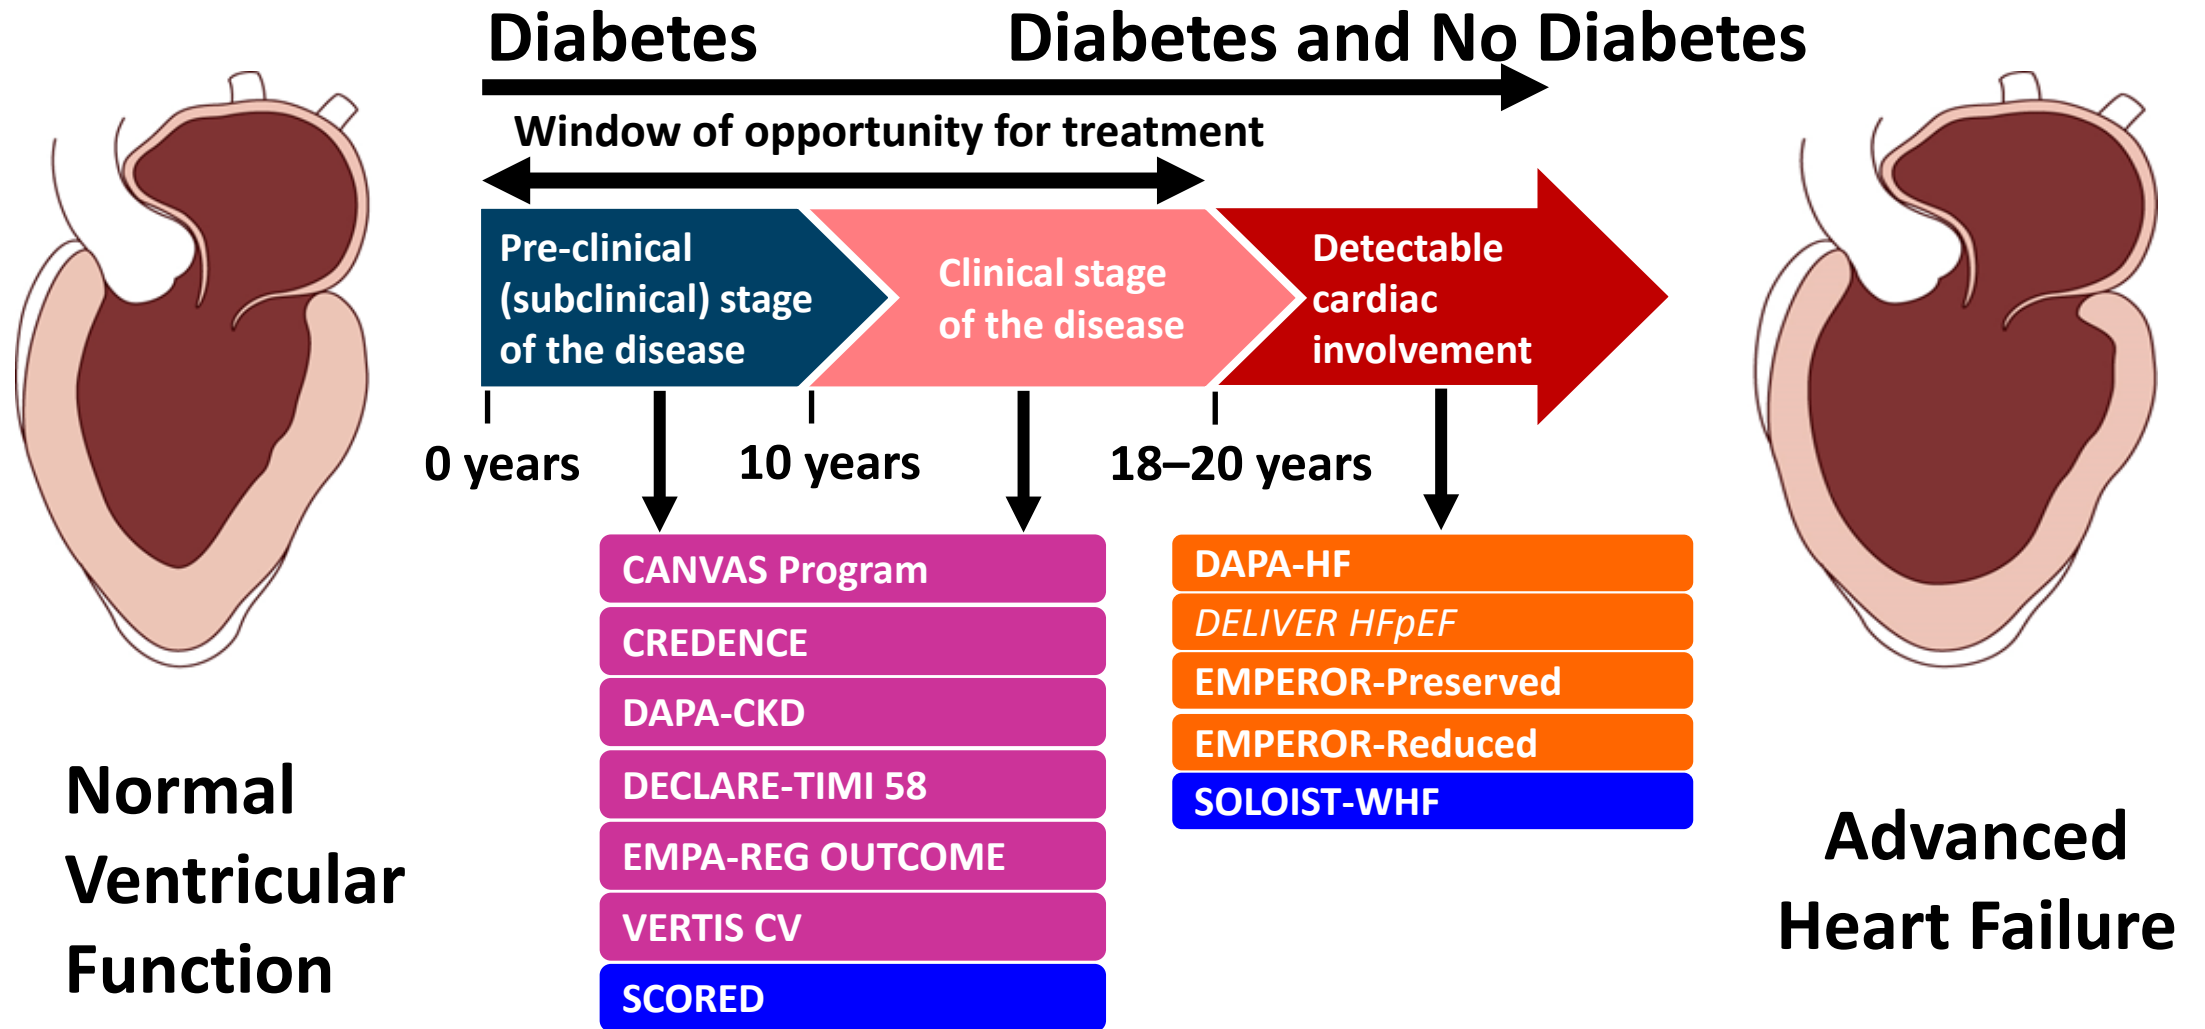 Diabetes
Diabetes and No Diabetes
Window of opportunity for treatment
Pre-clinical
(subclinical) stage
of the disease
Clinical stage
of the disease
Detectable
cardiac
involvement
0 years
10 years
18–20 years
CANVAS Program
CREDENCE
DAPA-CKD
DECLARE-TIMI 58
EMPA-REG OUTCOME
VERTIS CV
SCORED
DAPA-HF
DELIVER HFpEF
EMPEROR-Preserved
EMPEROR-Reduced
SOLOIST-WHF
Normal
Ventricular
Function
Advanced
Heart Failure